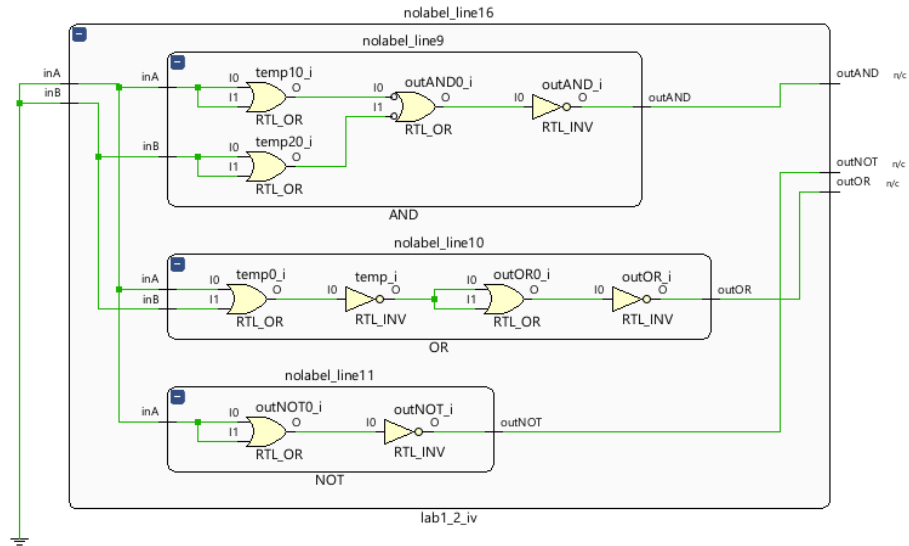 nolabel_line16
nolabel_line9
inA
inB
inA
I0
I1
temp10_i
O
RTL_OR
inB
I0
I1
temp20_i
O
RTL_OR
I0
I1
outAND0_i
O
RTL_OR
I0
outAND_i
O
RTL_INV
outAND
AND
outAND n/c
outNOT n/c
outOR n/c
nolabel_line10
inA
inB
I0
I1
temp0_i
O
RTL_OR
I0
temp_i
O
RTL_INV
I0
I1
outOR0_i
O
RTL_OR
I0
outOR_i
O
RTL_INV
outOR
OR
nolabel_line11
inA
I0
I1
outNOT0_i
O
RTL_OR
I0
outNOT_i
O
RTL_INV
outNOT
NOT
lab1_2_iv